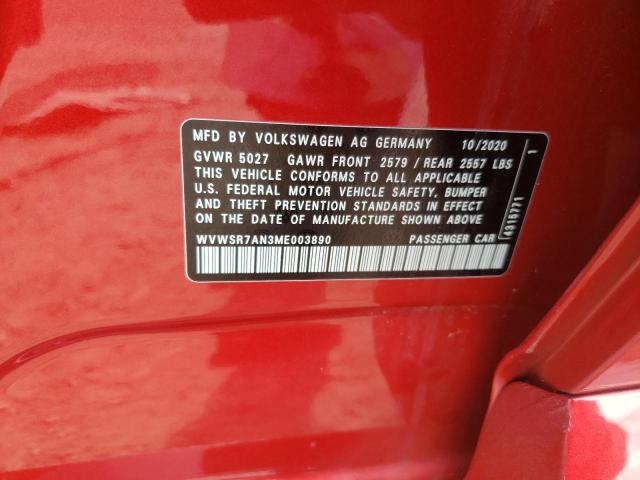 MFD BY VOLKSWAGEN AG GERMANY 10/2020
GVWR 5027 GAWR FRONT 2579 / REAR 2557 LBS
THIS VEHICLE CONFORMS TO ALL APPLICABLE
U.S. FEDERAL MOTOR VEHICLE SAFETY, BUMPER
AND THEFT PREVENTION STANDARDS IN EFFECT
ON THE DATE OF MANUFACTURE SHOWN ABOVE
WVWSR7AN3ME003890 PASSENGER CAR
4315771 1